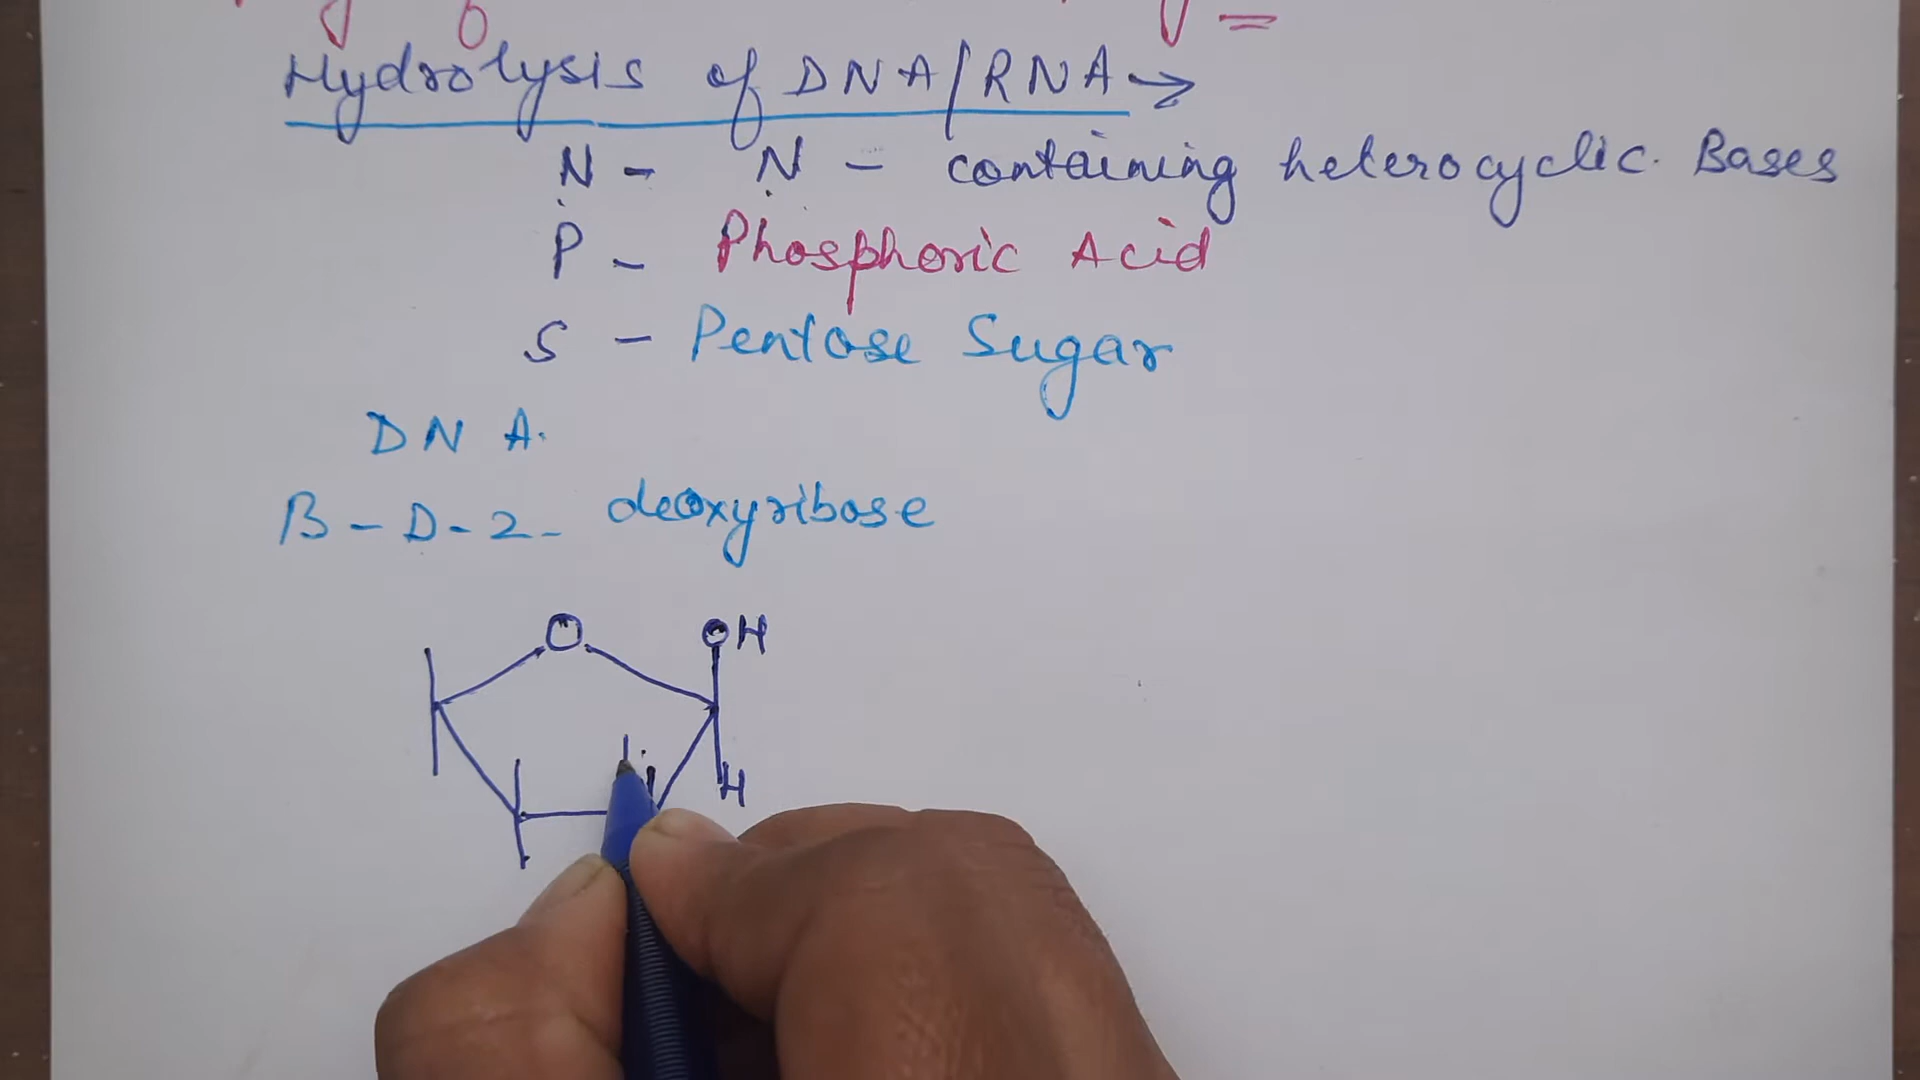 Hydrolysis of DNA/RNA →
N - N - containing heterocyclic. Bases
P - Phosphoric Acid
S - Pentose Sugar
DNA.
B-D-2- deoxyribose
O OH
H